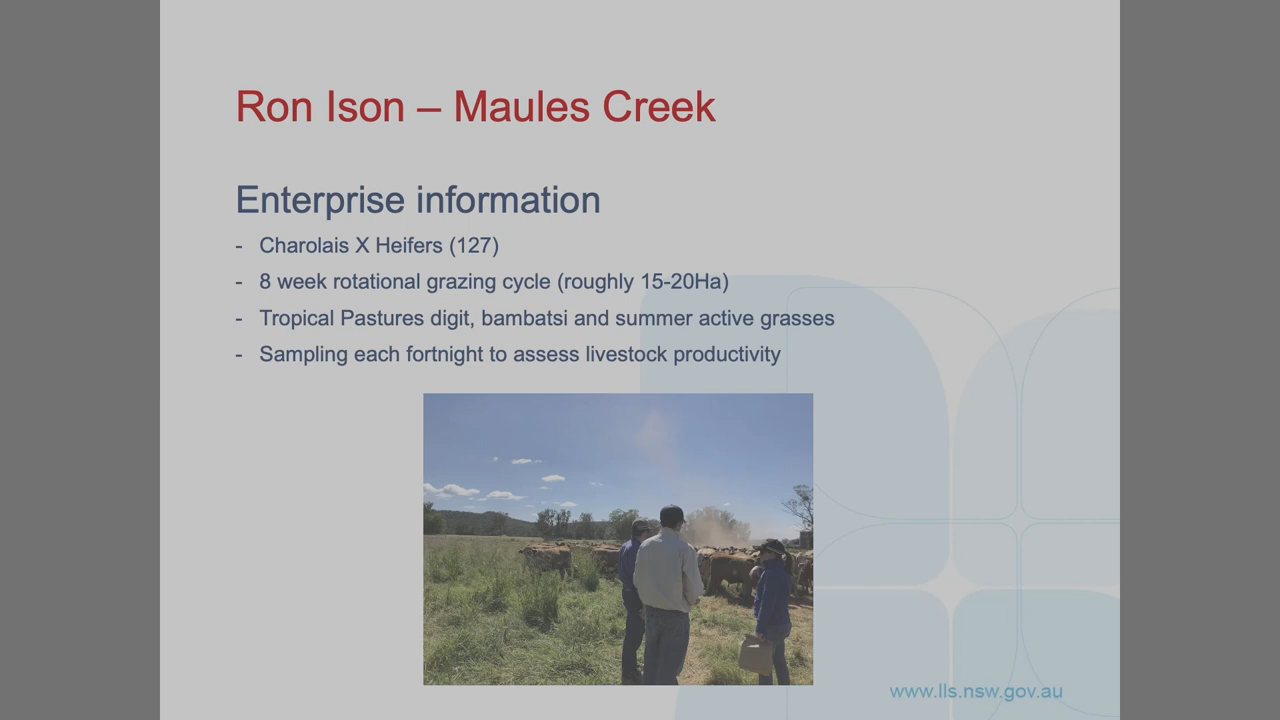 Ron Ison – Maules Creek
Enterprise information
- Charolais X Heifers (127)
- 8 week rotational grazing cycle (roughly 15-20Ha)
- Tropical Pastures digit, bambatsi and summer active grasses
- Sampling each fortnight to assess livestock productivity
www.lls.nsw.gov.au